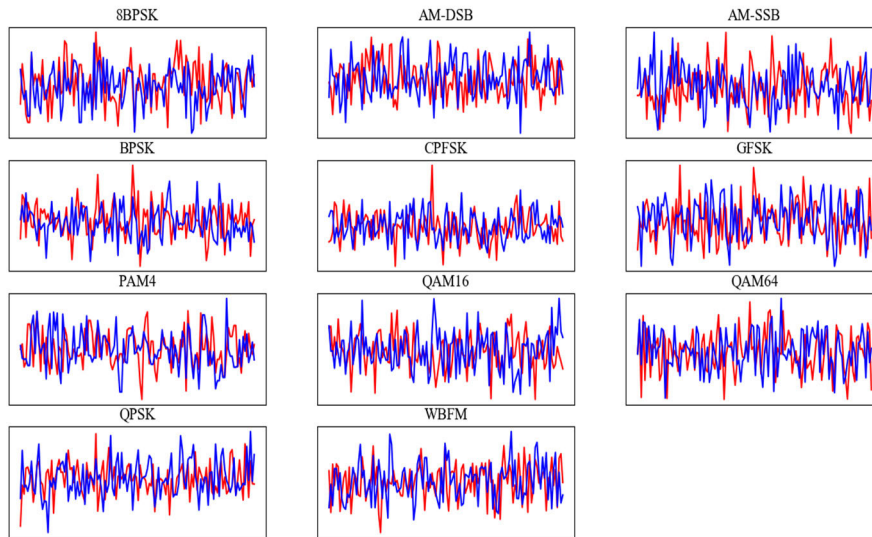 8BPSK
AM-DSB
AM-SSB
BPSK
CPFSK
GFSK
PAM4
QAM16
QAM64
QPSK
WBFM